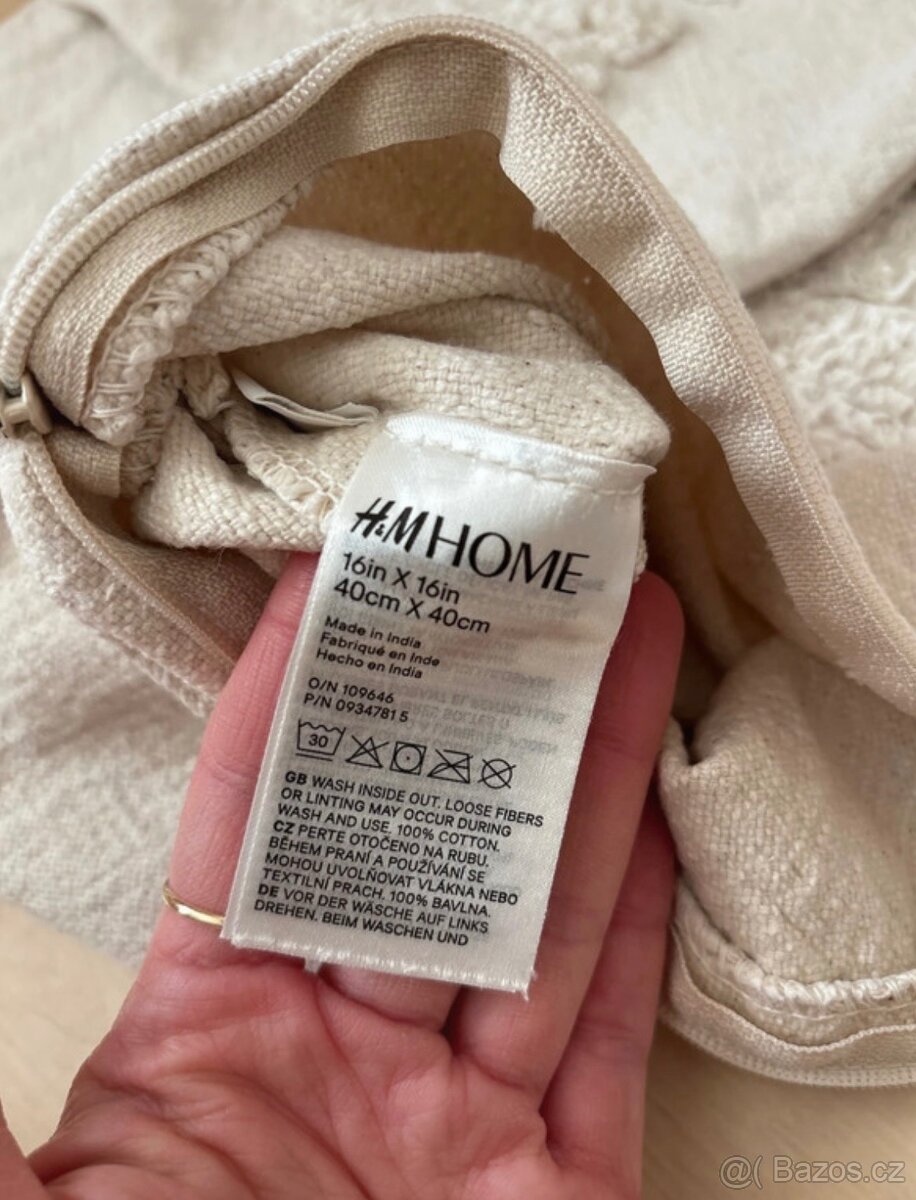 H&M HOME
16in X 16in
40cm X 40cm
Made in India
Fabriqué en Inde
Hecho en India
O/N 109646
P/N 09347815
30
GB WASH INSIDE OUT. LOOSE FIBERS
OR LINTING MAY OCCUR DURING
WASH AND USE. 100% COTTON.
CZ PERTE OTOČENO NA RUBU.
BĚHEM PRANÍ A POUŽÍVÁNÍ SE
MOHOU UVOLŇOVAT VLÁKNA NEBO
TEXTILNÍ PRACH. 100% BAVLNA.
DE VOR DER WÄSCHE AUF LINKS
DREHEN. BEIM WASCHEN UND
@( Bazos.cz